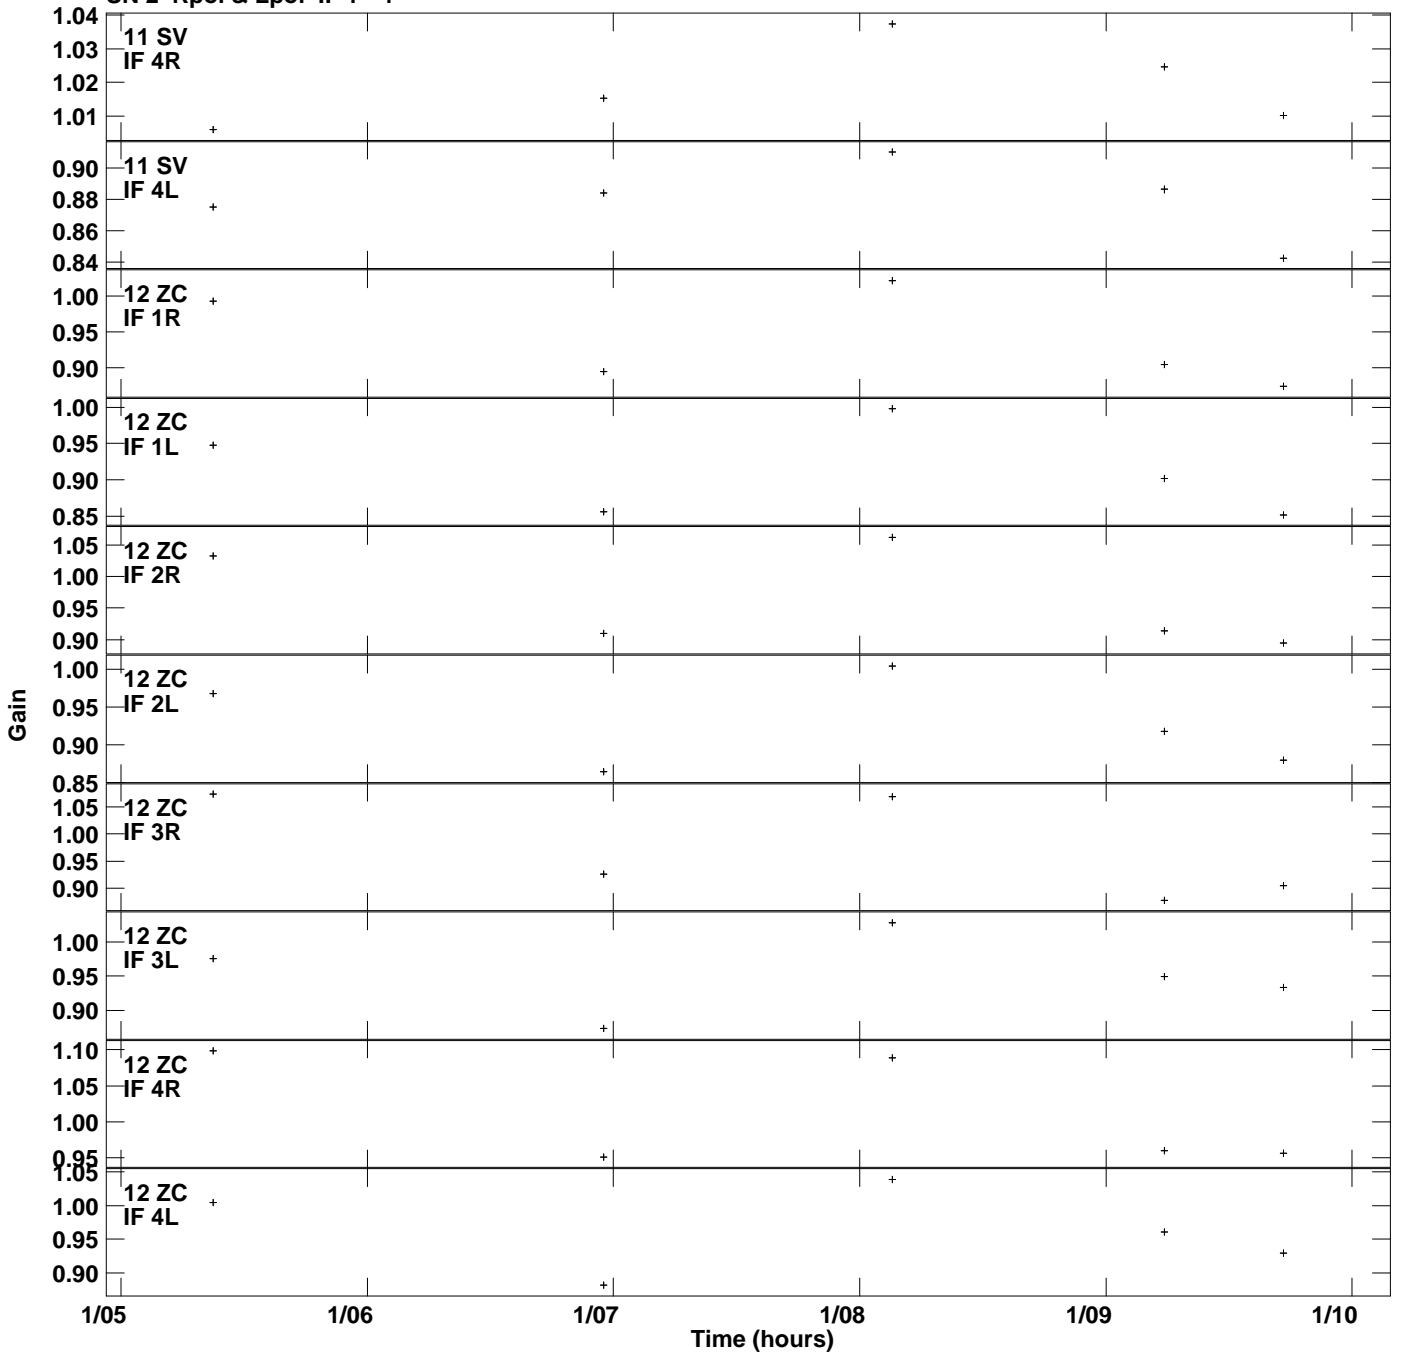 1.04
11 SV
1.03
IF 4R
1.02
1.01
0.90
11 SV
0.88
IF 4L
0.86
0.84
1.00
12 ZC
IF 1R
0.95
0.90
1.00
12 ZC
0.95
IF 1L
0.90
0.85
1.05
12 ZC
1.00
IF 2R
0.95
0.90
1.00
12 ZC
0.95
IF 2L
0.90
0.85
12 ZC
1.05
IF 3R
1.00
0.95
0.90
12 ZC
1.00
IF 3L
0.95
0.90
1.10
12 ZC
1.05
IF 4R
1.00
0.95
1.05
12 ZC
1.00
IF 4L
0.95
0.90
Gain
1/05 1/06 1/07 1/08 1/09 1/10
Time (hours)